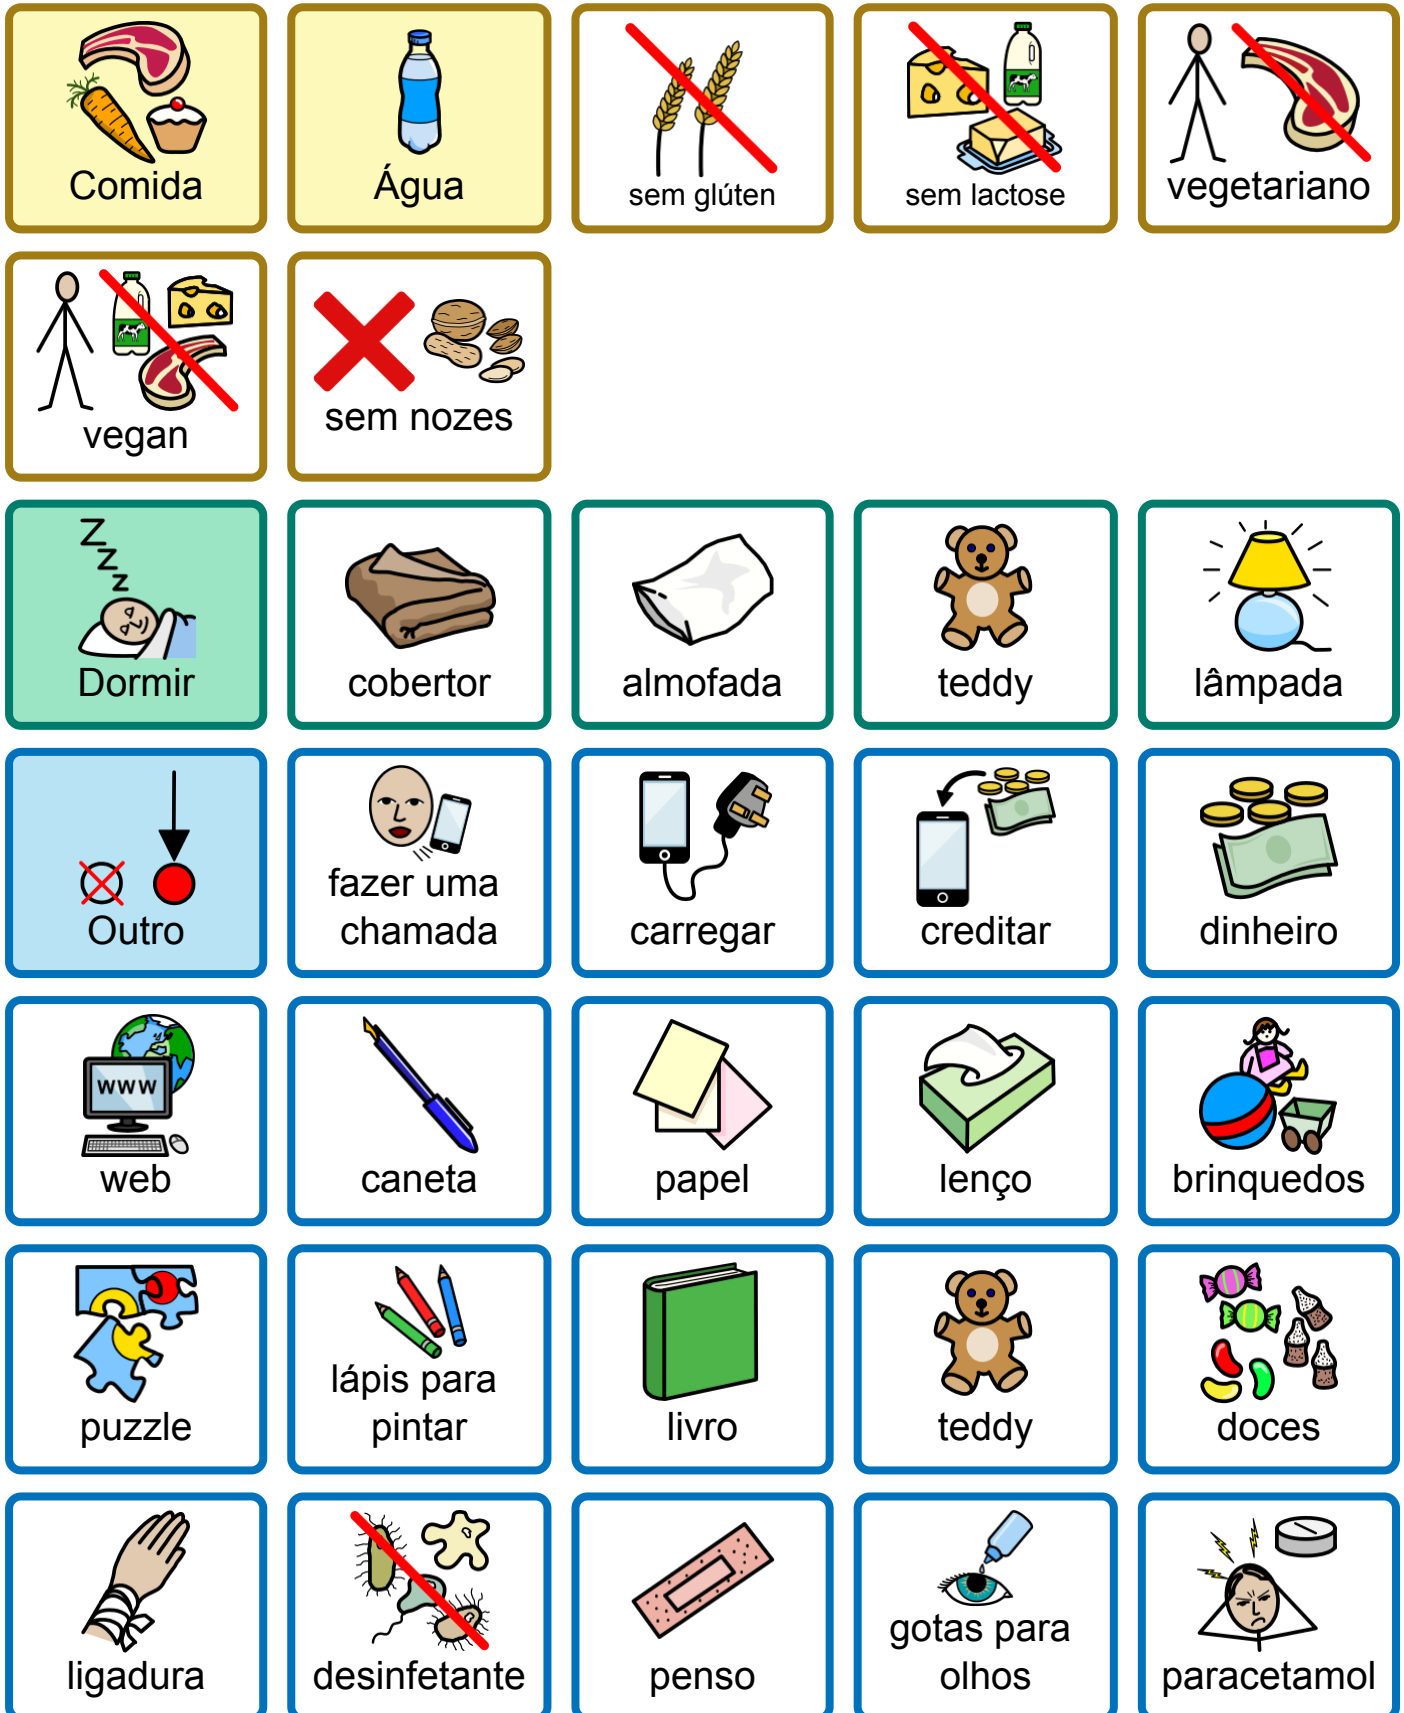 Comida
Água
sem glúten
sem lactose
vegetariano
vegan
sem nozes
Z
Z
Z
Dormir
cobertor
almofada
teddy
lâmpada
Outro
fazer uma
chamada
carregar
creditar
dinheiro
www
web
caneta
papel
lenço
brinquedos
puzzle
lápis para
pintar
livro
teddy
doces
ligadura
desinfetante
penso
gotas para
olhos
paracetamol